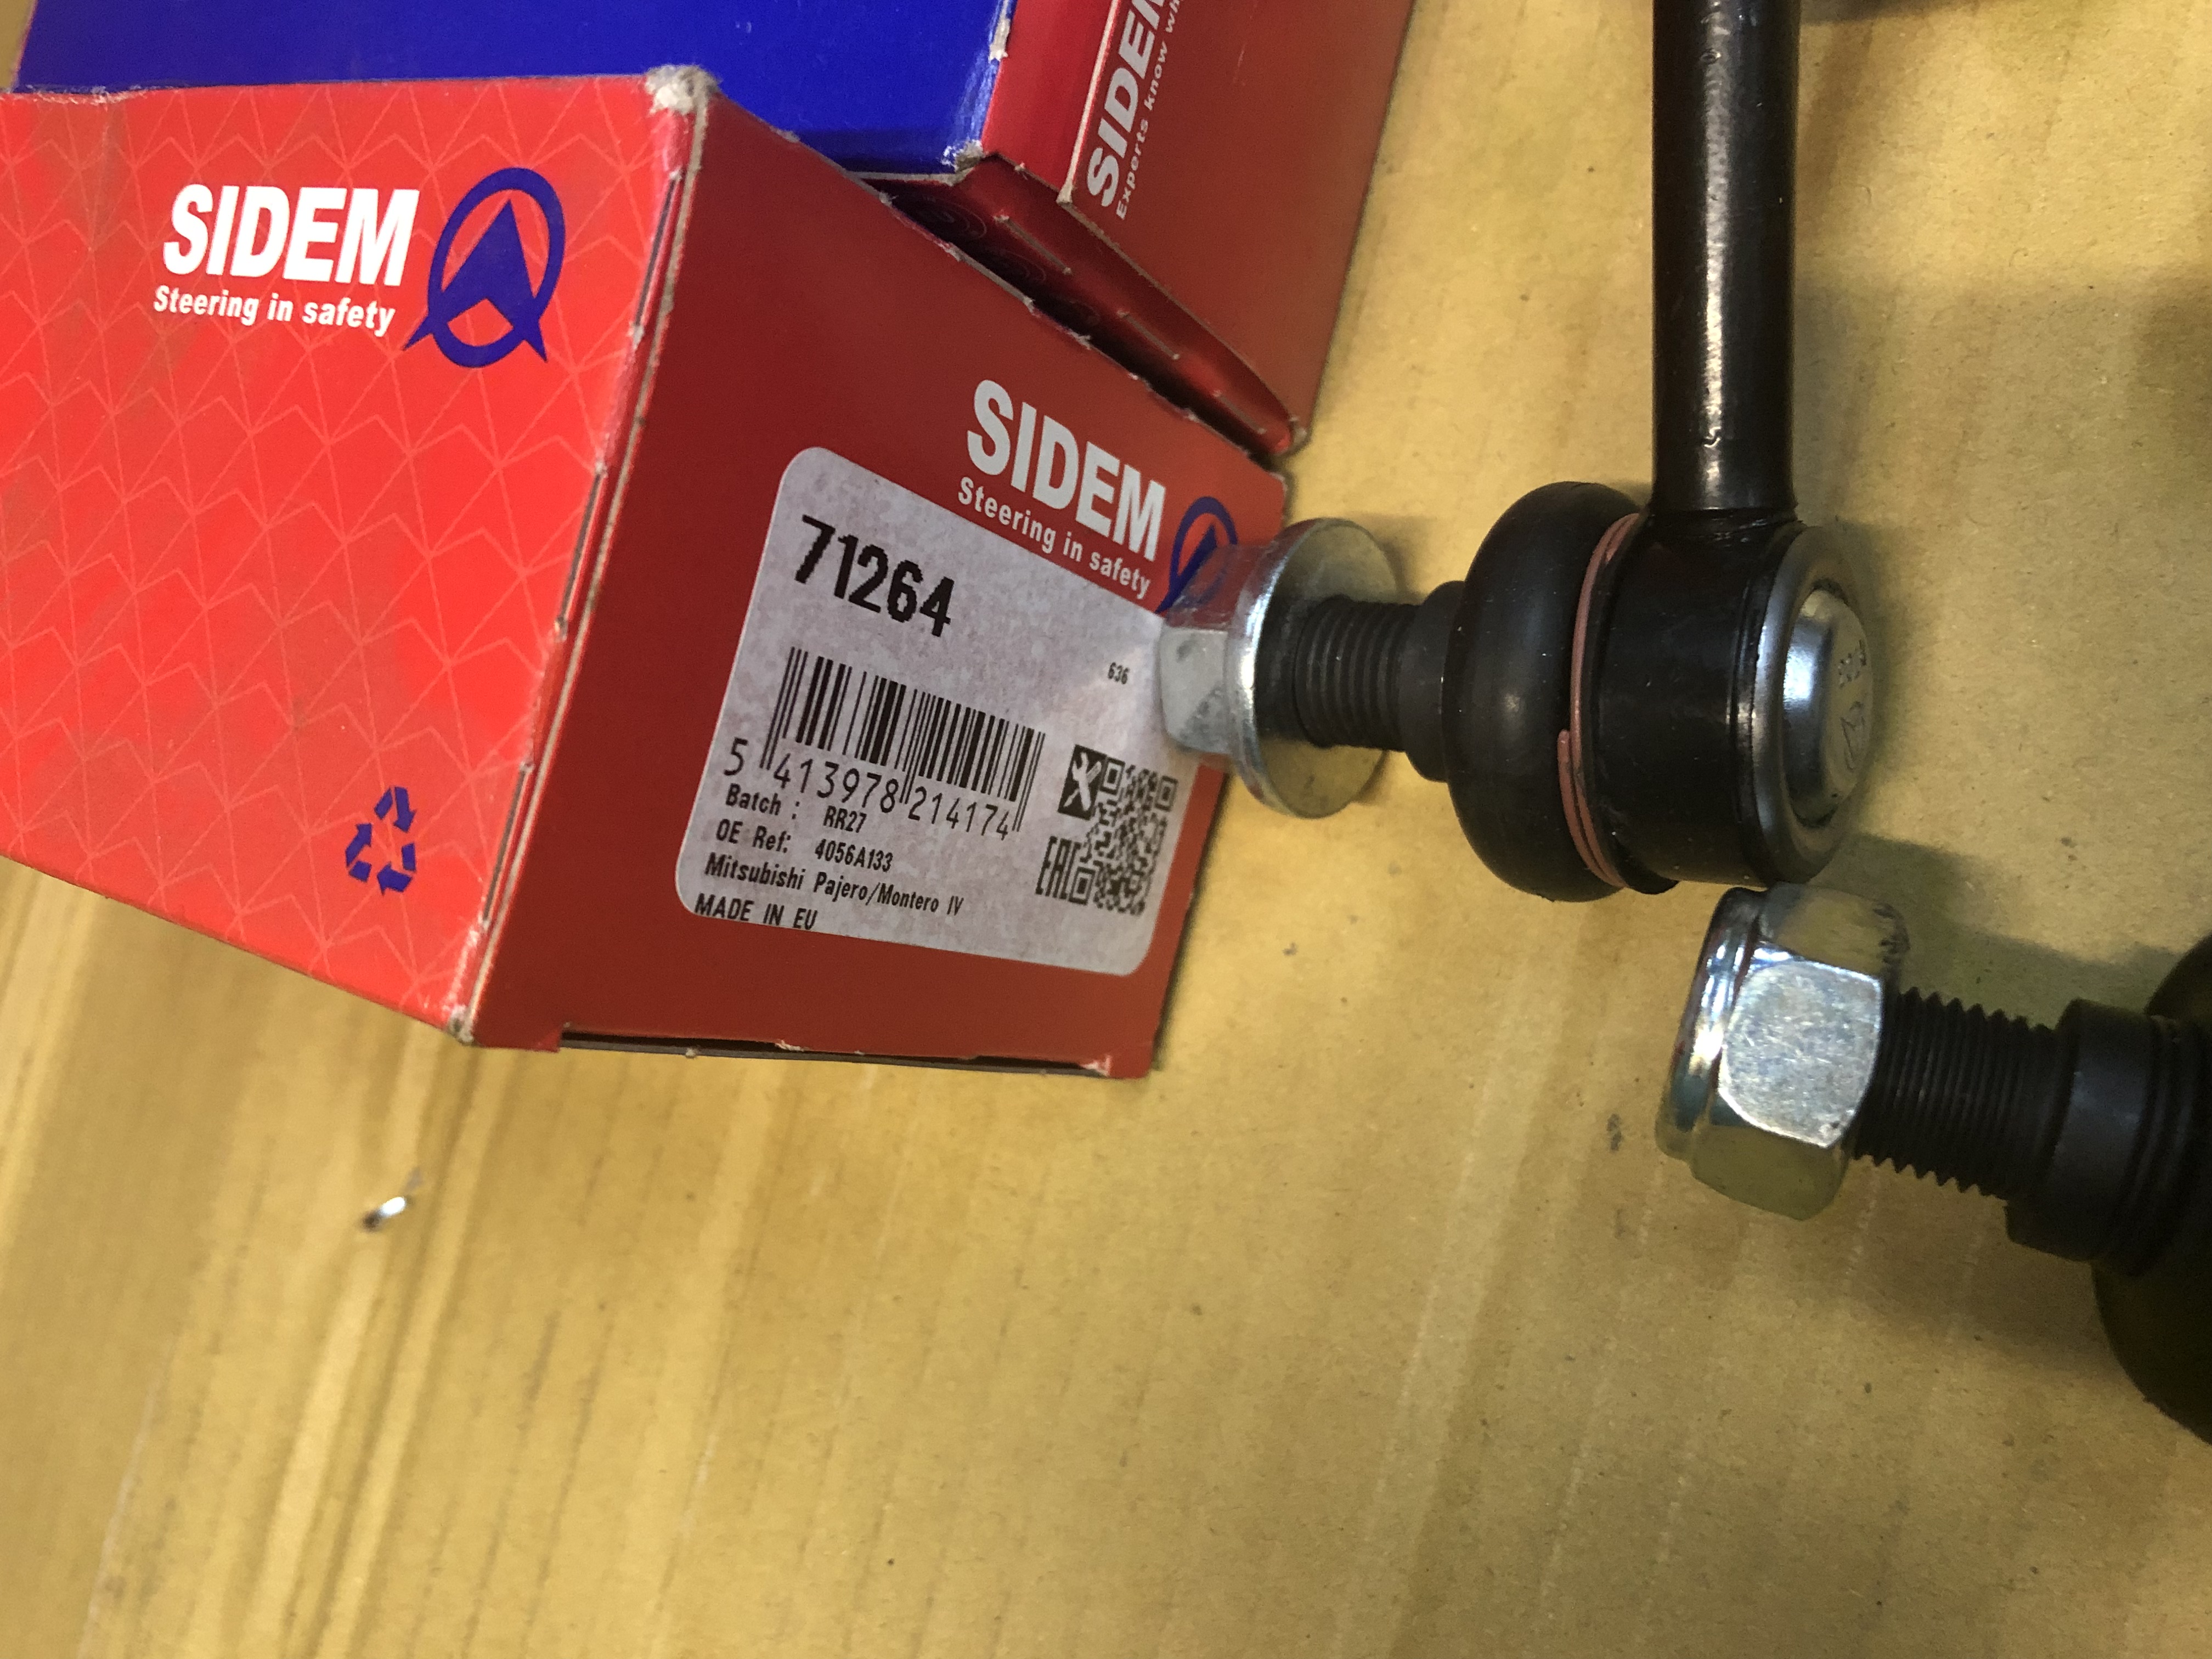 SIDEM
Steering in safety
SIDEM
Experts know
SIDEM
Steering in safety
71264
636
5 413978 214174
Batch : RR27
OE Ref: 4056A133
Mitsubishi Pajero/Montero IV
EAC
MADE IN EU